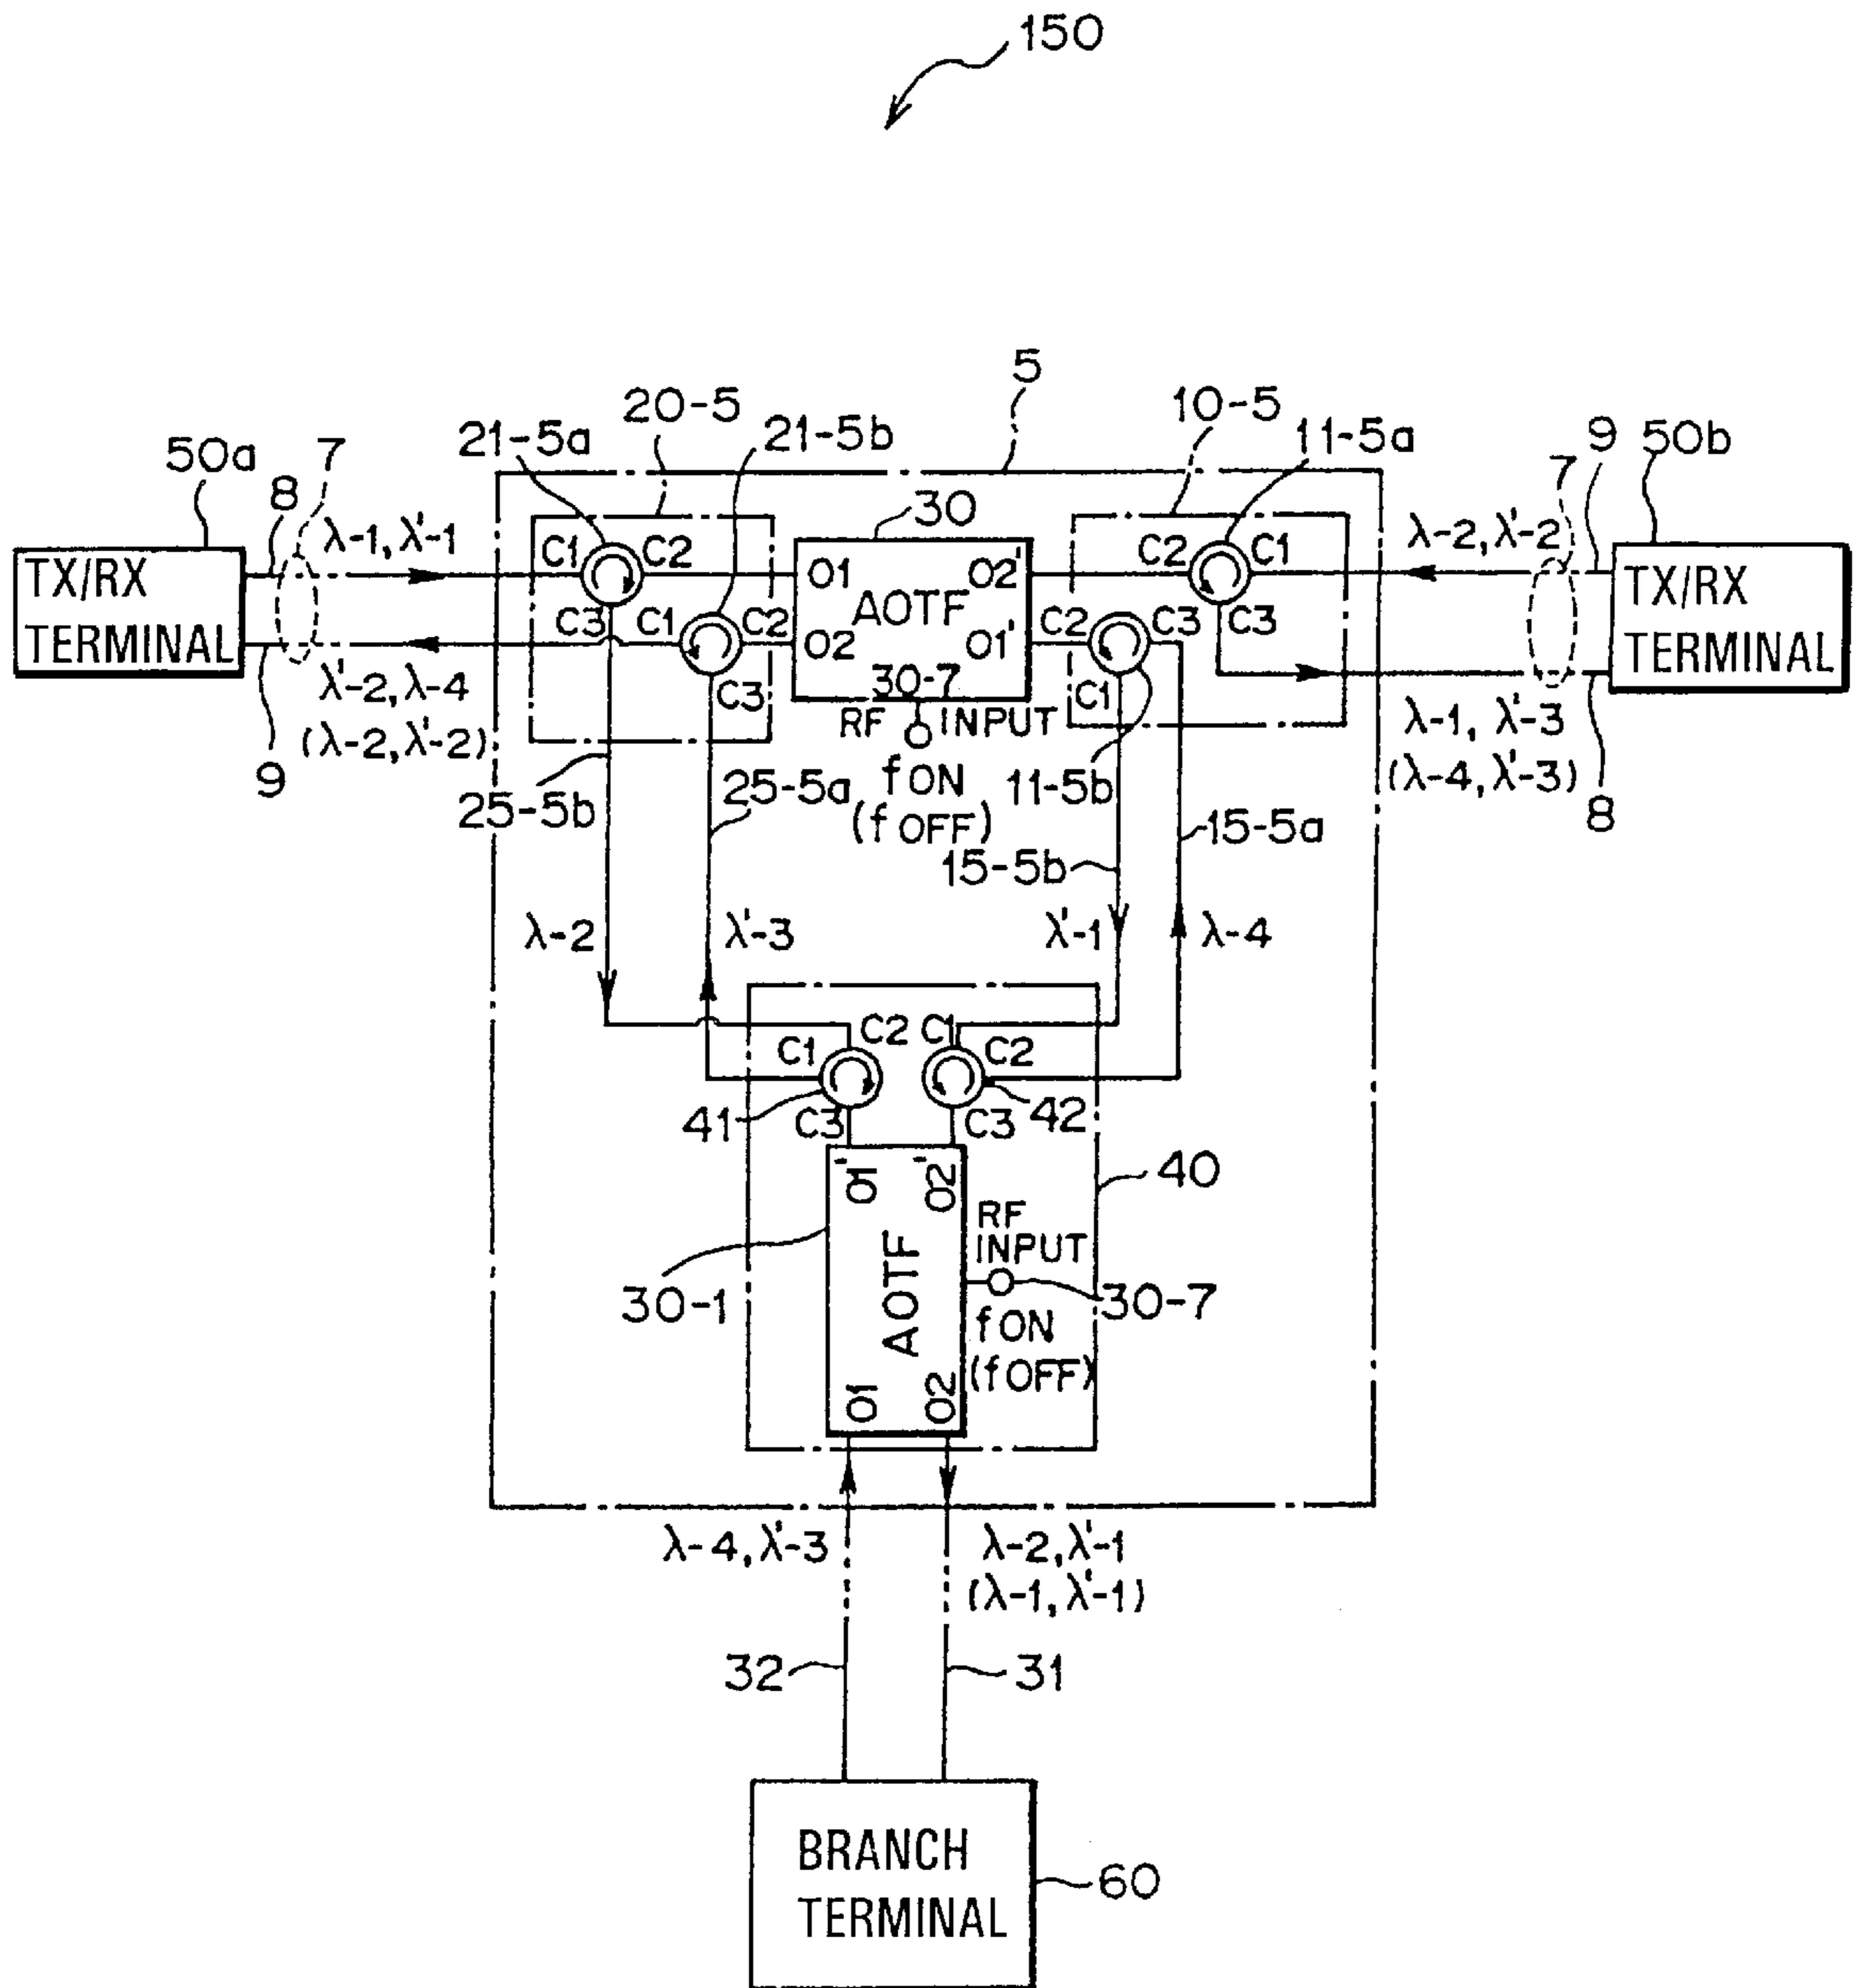 150
5
20-5
10-5
21-5a
21-5b
11-5a
50a
7
9
50b
8
30
7
λ-1, λ'-1
λ-2, λ'-2
C1
C2
O1
O2'
C2
C1
TX/RX
TERMINAL
AOTF
TX/RX
TERMINAL
C3
C1
C2
O2
O1'
C2
C3
C3
30-7
C3
C1
λ'-2, λ-4
(λ-2, λ'-2)
RF INPUT
λ-1, λ'-3
(λ-4, λ'-3)
9
fON
(fOFF)
8
25-5b
25-5a
11-5b
15-5a
15-5b
λ-2
λ'-3
λ'-1
λ-4
C1
C2
C1
C2
41
C3
C3
42
O1'
O2'
40
RF
INPUT
AOTF
30-1
30-7
fON
(fOFF)
O1
O2
λ-4, λ'-3
λ-2, λ'-1
(λ-1, λ'-1)
32
31
BRANCH
TERMINAL
60